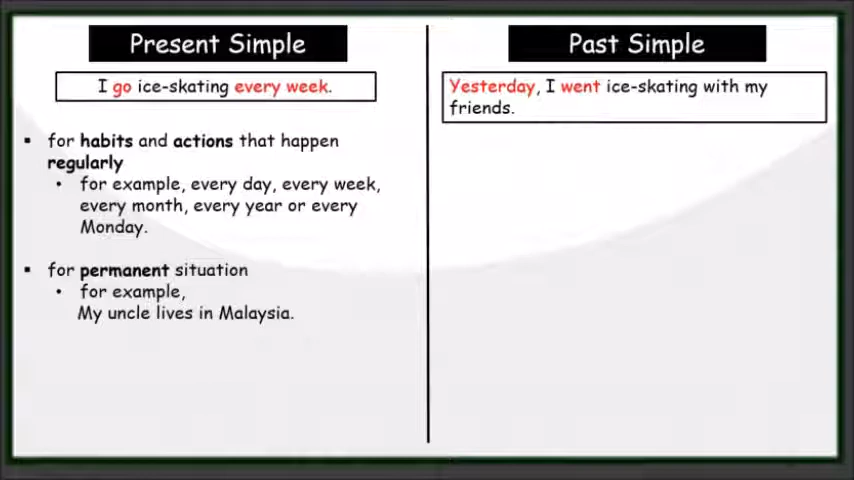 Present Simple
I go ice-skating every week.
▪ for habits and actions that happen
regularly
• for example, every day, every week,
every month, every year or every
Monday.
▪ for permanent situation
• for example,
My uncle lives in Malaysia.
Past Simple
Yesterday, I went ice-skating with my
friends.